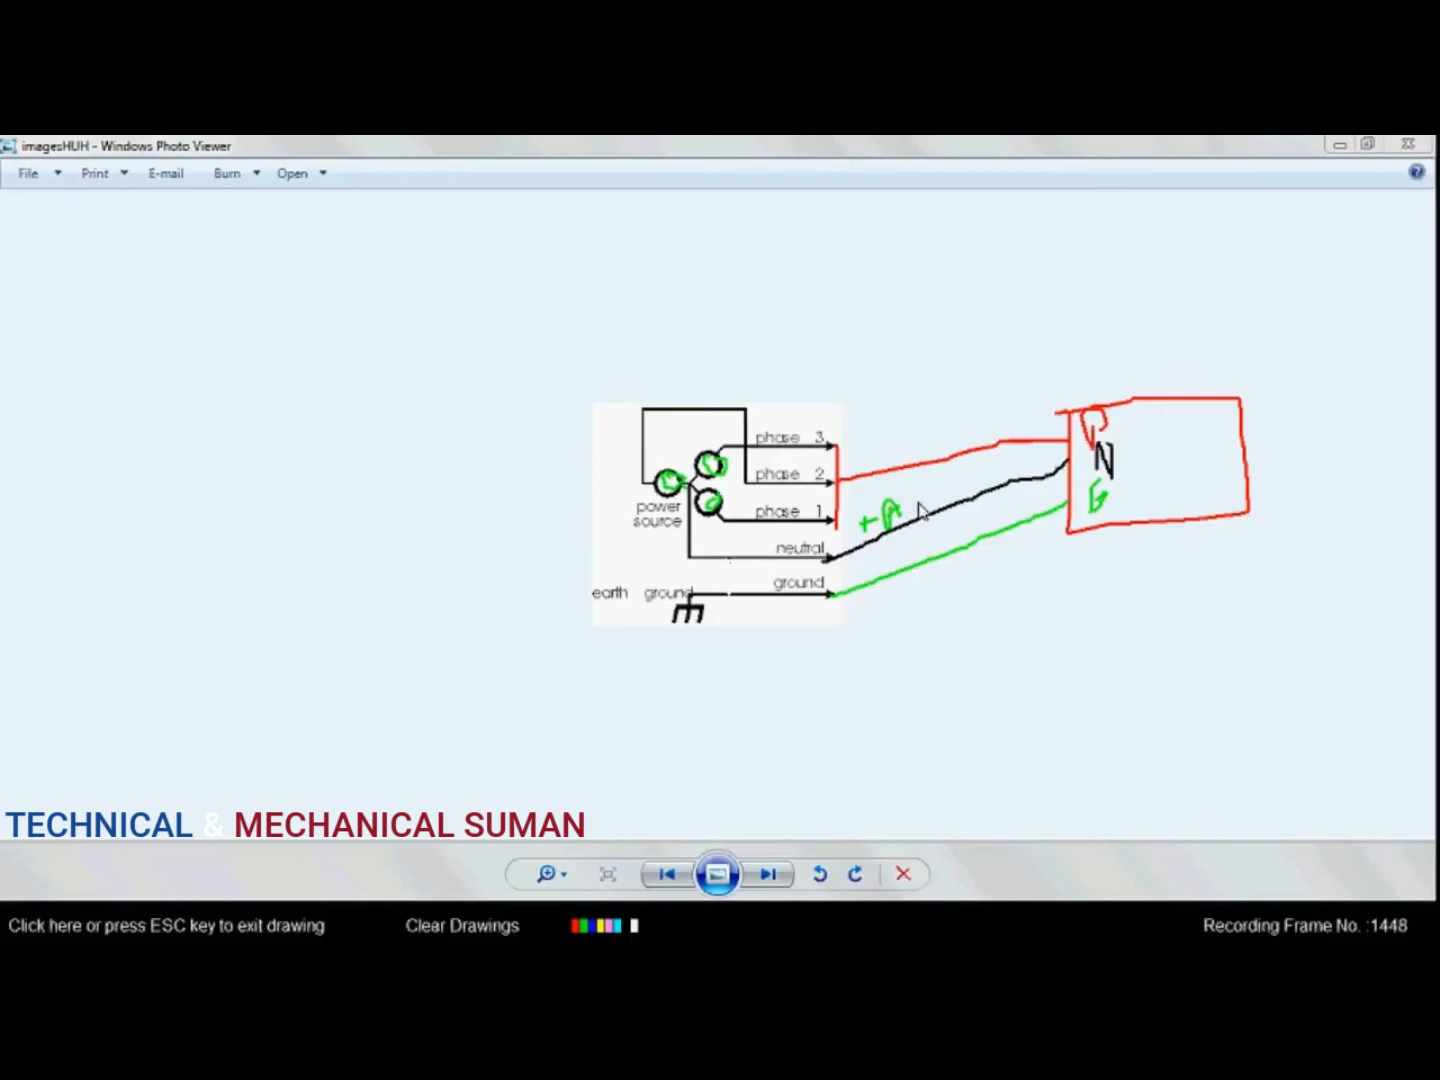 imagesHUH - Windows Photo Viewer
File Print E-mail Burn Open
phase 3
phase 2
power source
phase 1
neutral
earth ground
ground
P
N
E
TECHNICAL & MECHANICAL SUMAN
Click here or press ESC key to exit drawing
Clear Drawings
Recording Frame No. :1448